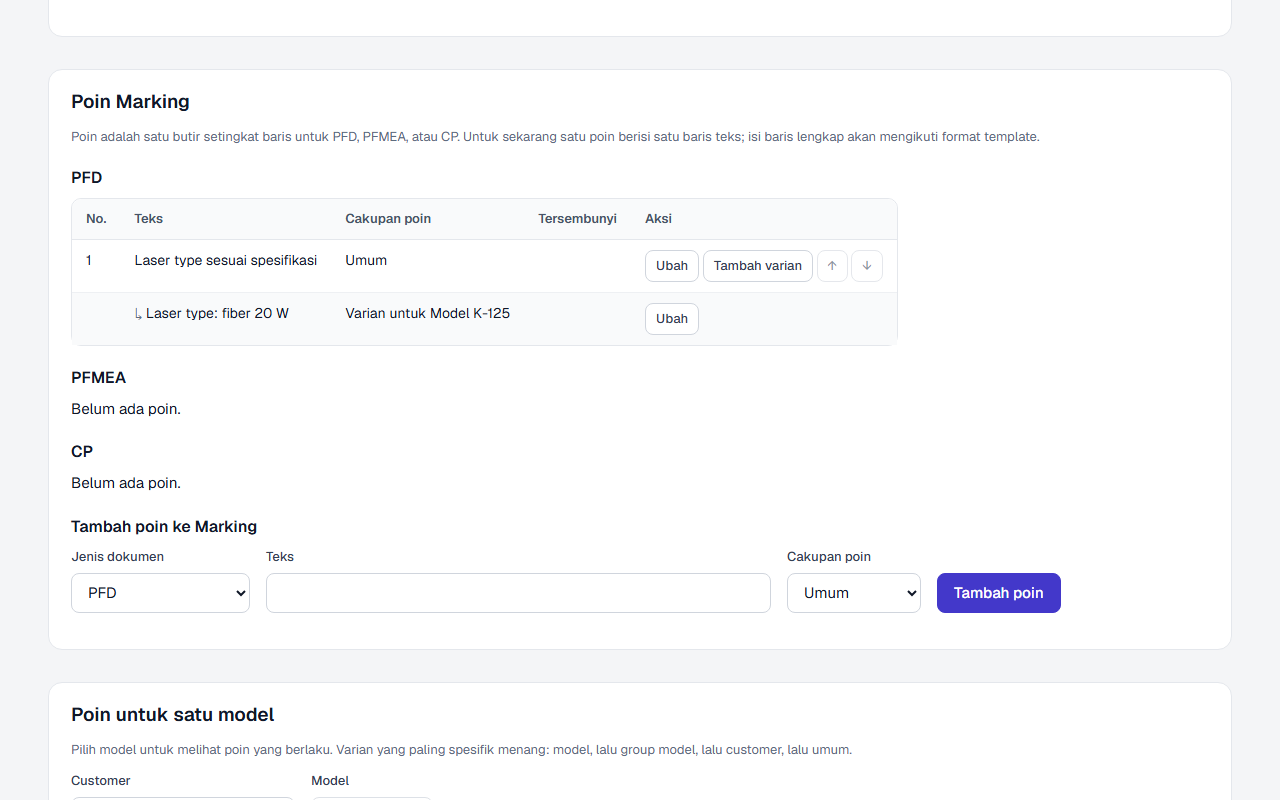 Poin Marking
Poin adalah satu butir setingkat baris untuk PFD, PFMEA, atau CP. Untuk sekarang satu poin berisi satu baris teks; isi baris lengkap akan mengikuti format template.
PFD
No. Teks Cakupan poin Tersembunyi Aksi
1 Laser type sesuai spesifikasi Umum Ubah Tambah varian ↑ ↓
↳ Laser type: fiber 20 W Varian untuk Model K-125 Ubah
PFMEA
Belum ada poin.
CP
Belum ada poin.
Tambah poin ke Marking
Jenis dokumen Teks Cakupan poin
PFD Umum Tambah poin
Poin untuk satu model
Pilih model untuk melihat poin yang berlaku. Varian yang paling spesifik menang: model, lalu group model, lalu customer, lalu umum.
Customer Model